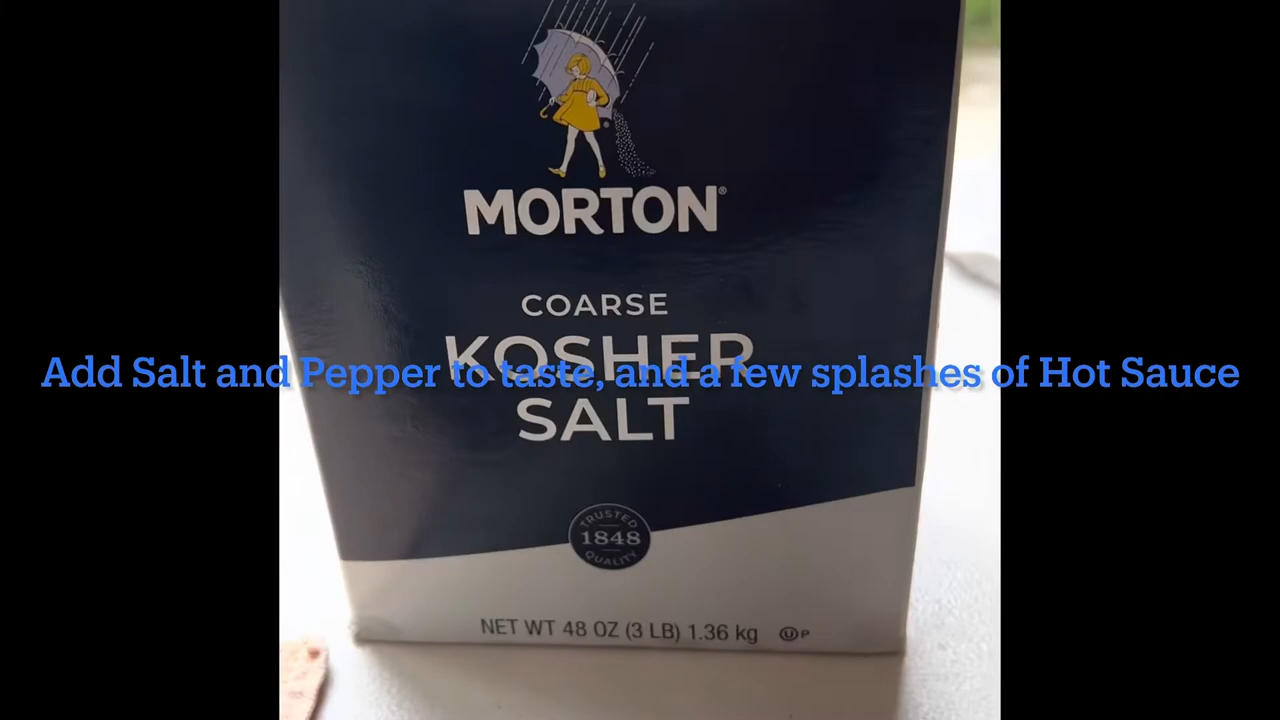 MORTON®
COARSE
KOSHER
Add Salt and Pepper to taste, and a few splashes of Hot Sauce
SALT
TRUSTED
1848
QUALITY
NET WT 48 OZ (3 LB) 1.36 kg ⓊP